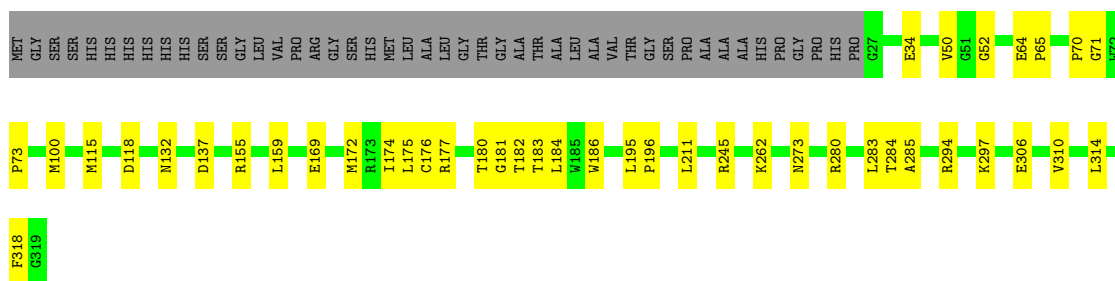 MET GLY SER SER HIS HIS HIS HIS HIS HIS SER SER GLY LEU VAL PRO ARG GLY SER HIS MET LEU ALA LEU GLY THR GLY ALA THR ALA LEU ALA VAL THR GLY SER PRO ALA ALA ALA HIS PRO GLY PRO HIS PRO G27 E34 V50 G51 G52 E64 P65 P70 G71 W72
P73 M100 M115 D118 N132 D137 R155 L159 E169 M172 R173 I174 L175 C176 R177 T180 G181 T182 T183 L184 W185 W186 L195 P196 L211 R245 K262 N273 R280 L283 T284 A285 R294 K297 E306 V310 L314
F318 G319